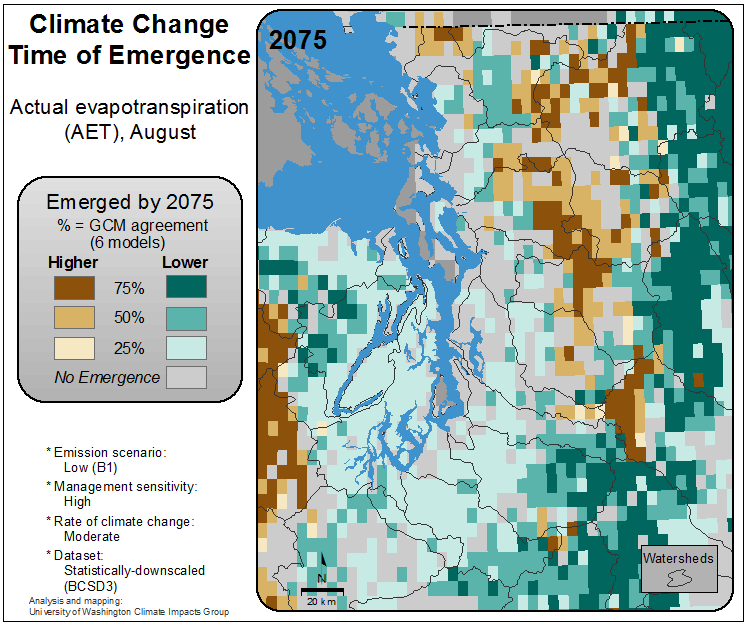 Climate Change
Time of Emergence
Actual evapotranspiration
(AET), August
Emerged by 2075
% = GCM agreement
(6 models)
Higher Lower
75%
50%
25%
No Emergence
* Emission scenario:
Low (B1)
* Management sensitivity:
High
* Rate of climate change:
Moderate
* Dataset:
Statistically-downscaled
(BCSD3)
Analysis and mapping:
University of Washington Climate Impacts Group
2075
N
20 km
Watersheds